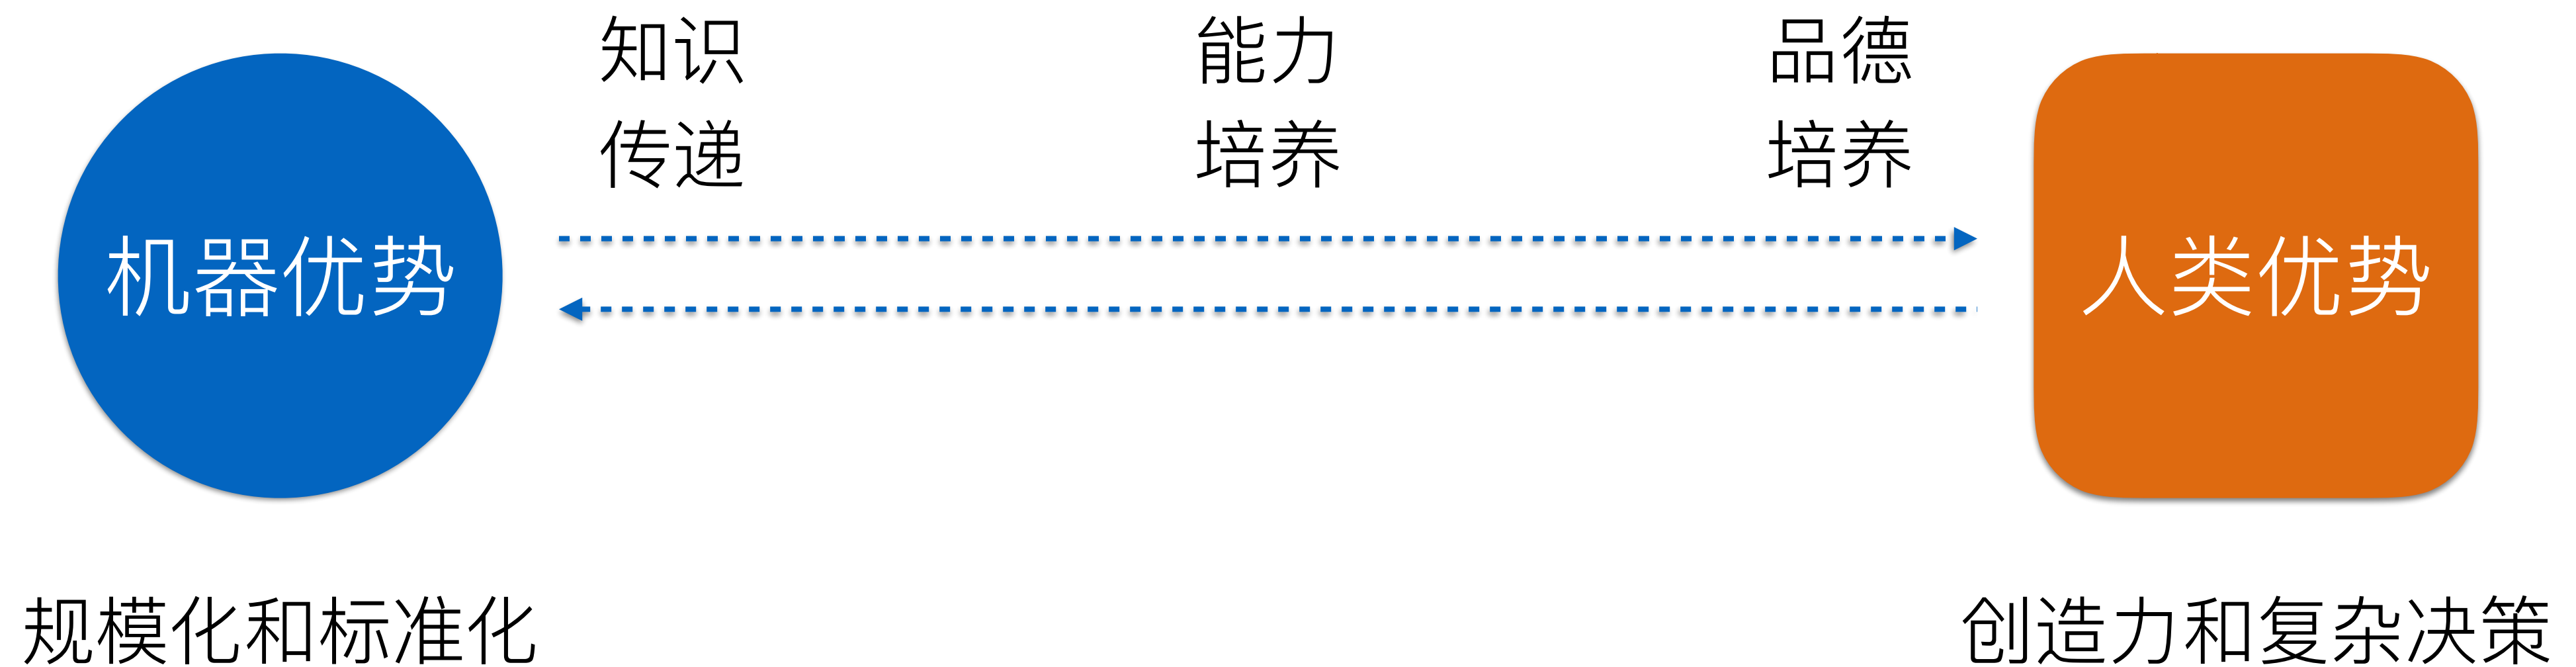 知识
传递
能力
培养
品德
培养
机器优势
人类优势
规模化和标准化
创造力和复杂决策